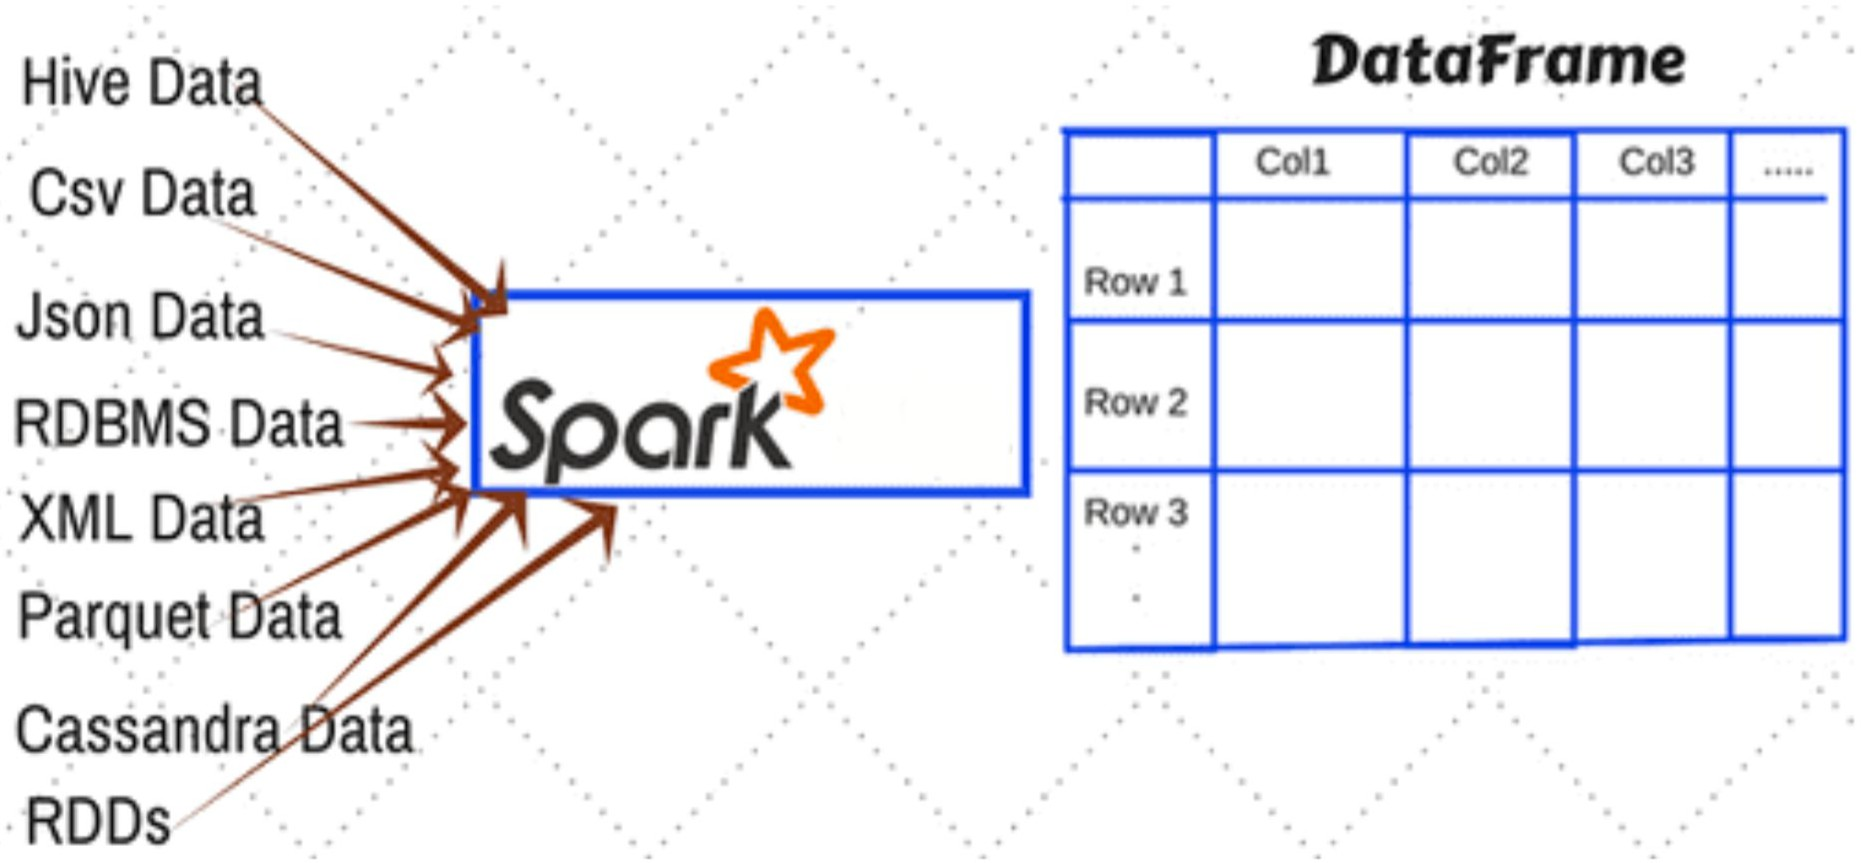 Hive Data
Csv Data
Json Data
RDBMS Data
XML Data
Parquet Data
Cassandra Data
RDDs
Spark
DataFrame
Col1 Col2 Col3 .....
Row 1
Row 2
Row 3